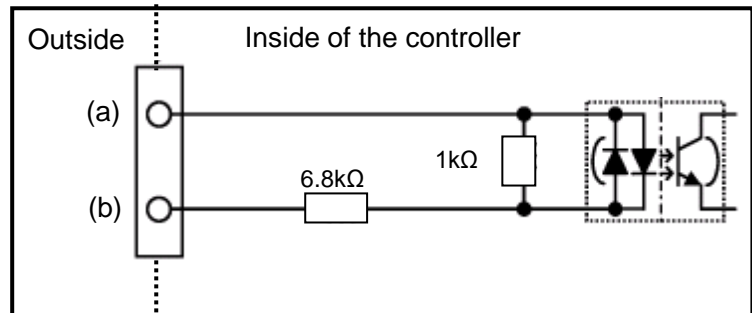 Outside
Inside of the controller
(a)
1kΩ
6.8kΩ
(b)